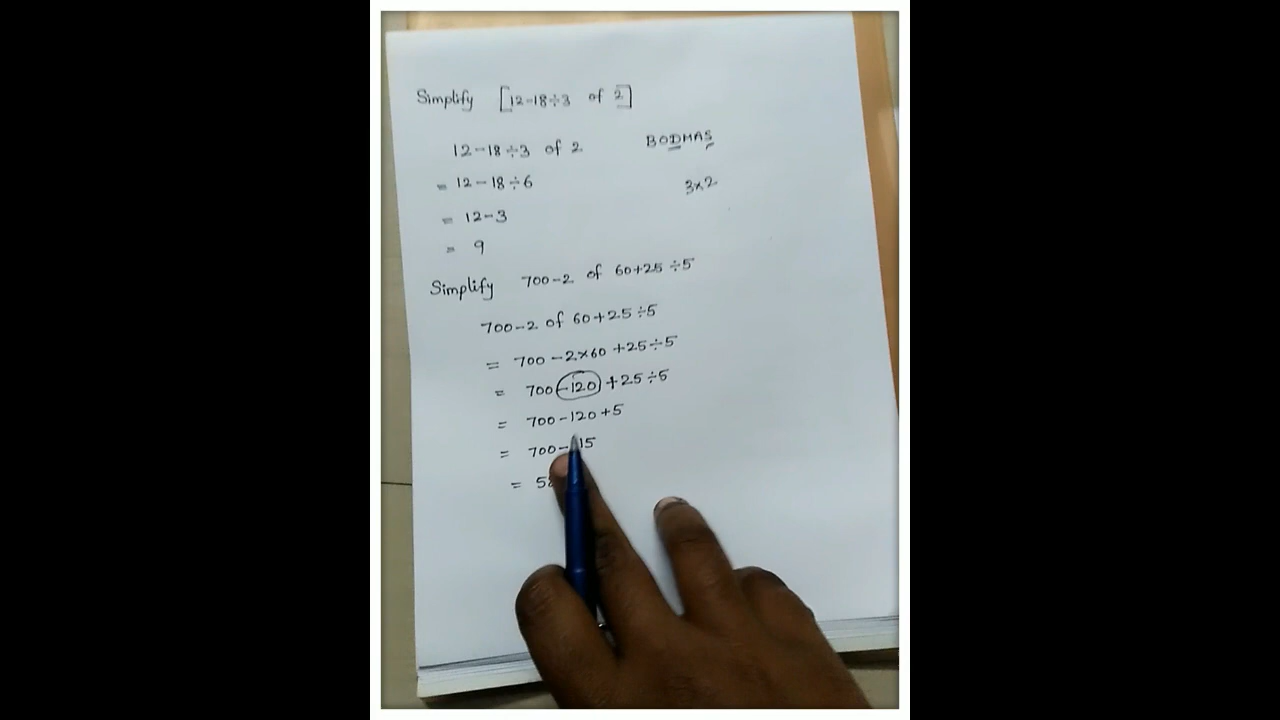 Simplify [12-18÷3 of 2]
12-18÷3 of 2 BODMAS
= 12-18÷6 3×2
= 12-3
= 9
Simplify 700-2 of 60+25÷5
700-2 of 60+25÷5
= 700-2×60+25÷5
= 700-120+25÷5
= 700-120+5
= 700-
=